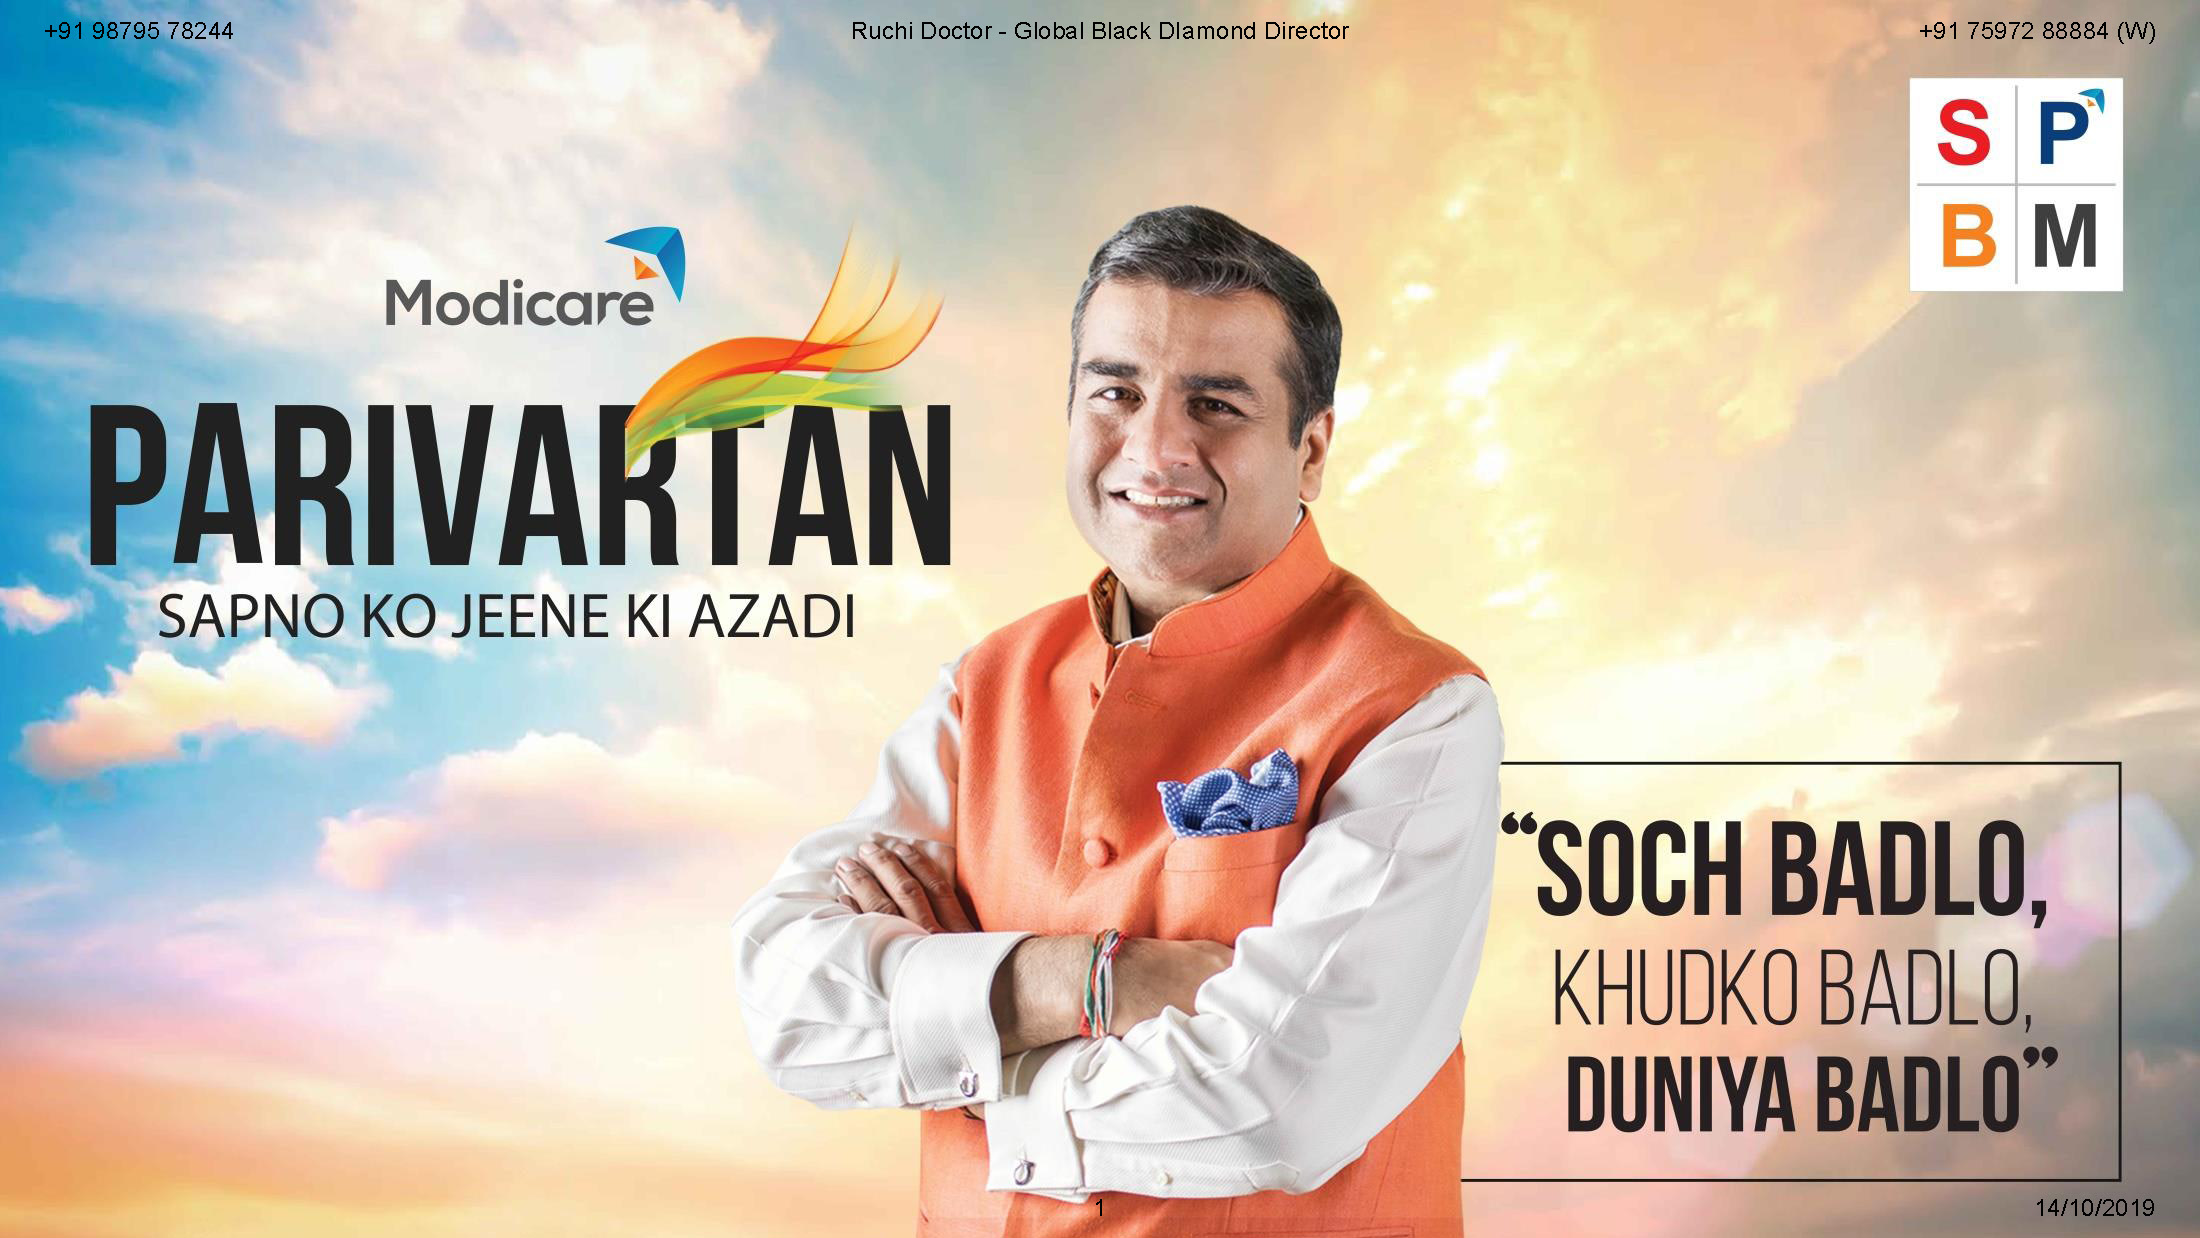 +91 98795 78244
Ruchi Doctor - Global Black DIamond Director
+91 75972 88884 (W)
S P
B M
Modicare
PARIVARTAN
SAPNO KO JEENE KI AZADI
“SOCH BADLO,
KHUDKO BADLO,
DUNIYA BADLO”
1
14/10/2019